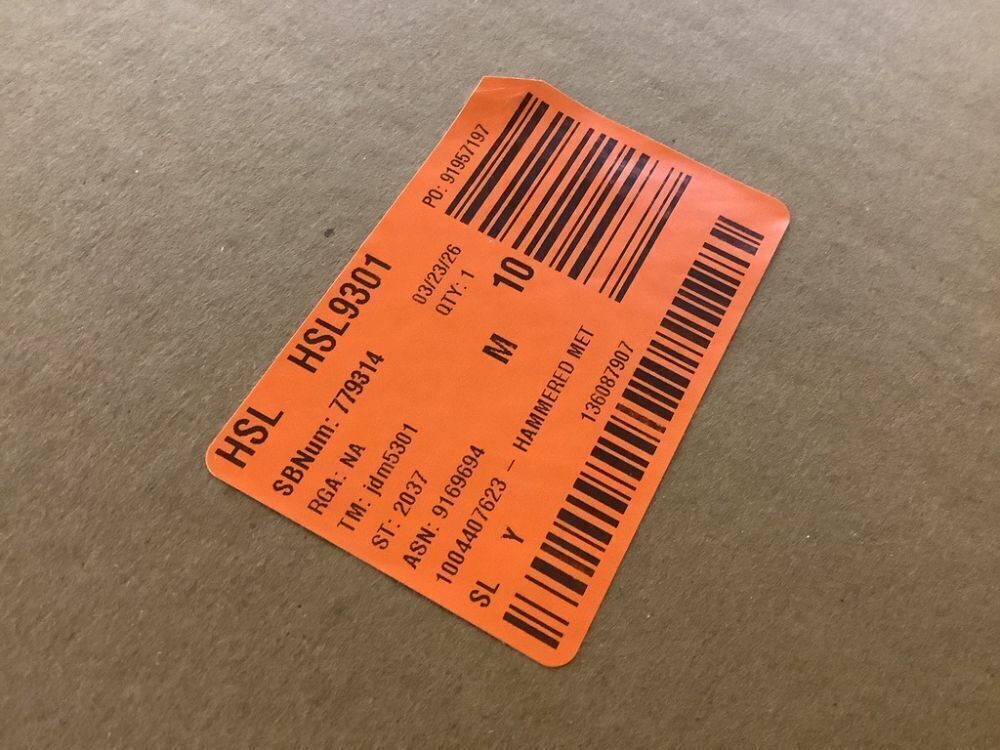 HSL HSL9301 PO: 91957197
SBNum: 779314 03/23/26
RGA: NA QTY: 1
TM: jdm5301
ST: 2037 M 10
ASN: 9169694
1004407623 – HAMMERED MET
SL Y 136087907